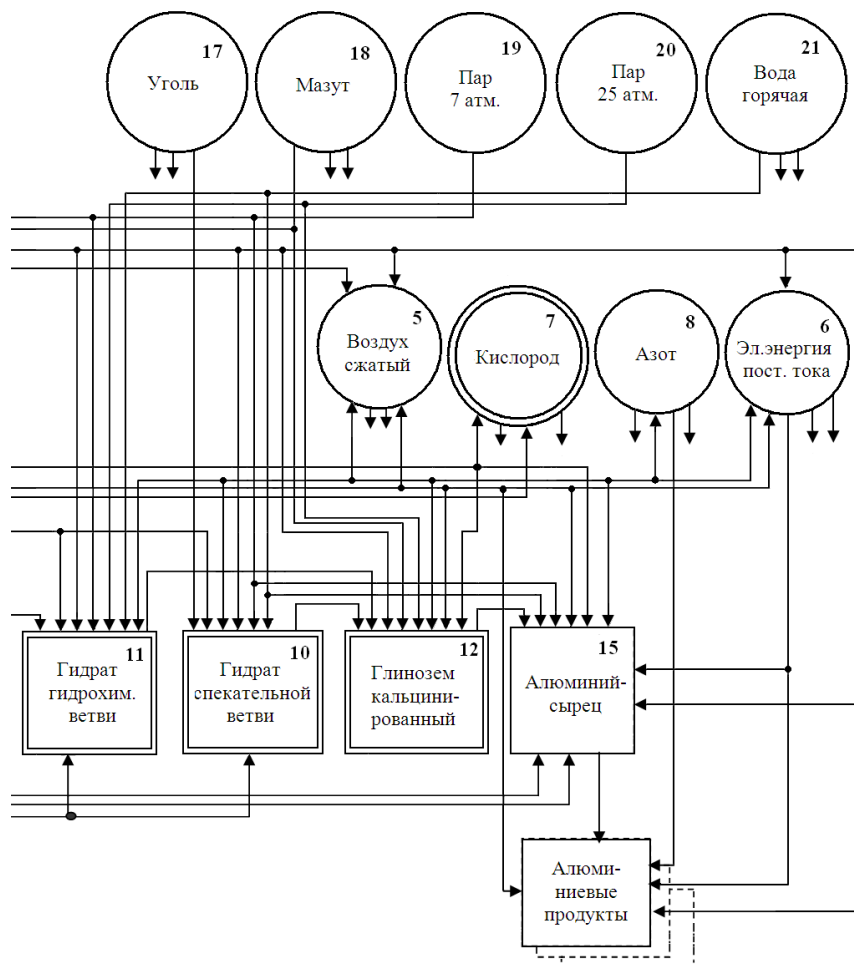 17
Уголь
18
Мазут
19
Пар
7 атм.
20
Пар
25 атм.
21
Вода
горячая
5
Воздух
сжатый
7
Кислород
8
Азот
6
Эл.энергия
пост. тока
11
Гидрат
гидрохим.
ветви
10
Гидрат
спекательной
ветви
12
Глинозем
кальцини-
рованный
15
Алюминий-
сырец
Алюми-
ниевые
продукты